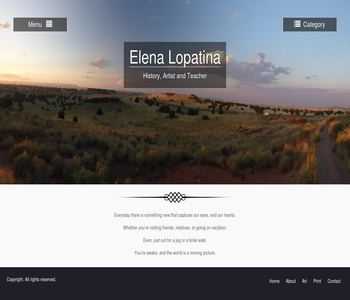 Menu
Category
Elena Lopatina
History, Artist and Teacher
Everyday there is something new that captures our eyes, and our hearts.
Whether you're visiting friends, relatives, or going on vacation.
Even, just out for a jog or a brisk walk.
You're awake, and the world is a moving picture.
Copyright. All rights reserved.
Home About Art Print Contact